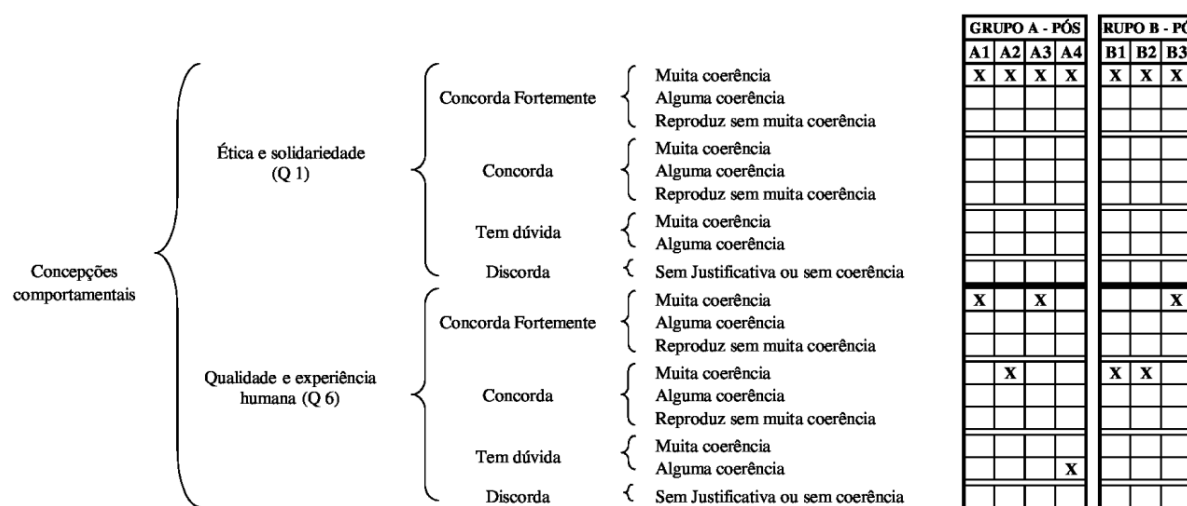 GRUPO A - PÓS RUPO B - PÓ
A1 A2 A3 A4 B1 B2 B3
Concepções
comportamentais
Ética e solidariedade
(Q 1)
Concorda Fortemente
Muita coerência X X X X X X X
Alguma coerência
Reproduz sem muita coerência
Concorda
Muita coerência
Alguma coerência
Reproduz sem muita coerência
Tem dúvida
Muita coerência
Alguma coerência
Discorda
Sem Justificativa ou sem coerência
Qualidade e experiência
humana (Q 6)
Concorda Fortemente
Muita coerência X X X
Alguma coerência
Reproduz sem muita coerência
Concorda
Muita coerência X X X
Alguma coerência
Reproduz sem muita coerência
Tem dúvida
Muita coerência
Alguma coerência X
Discorda
Sem Justificativa ou sem coerência